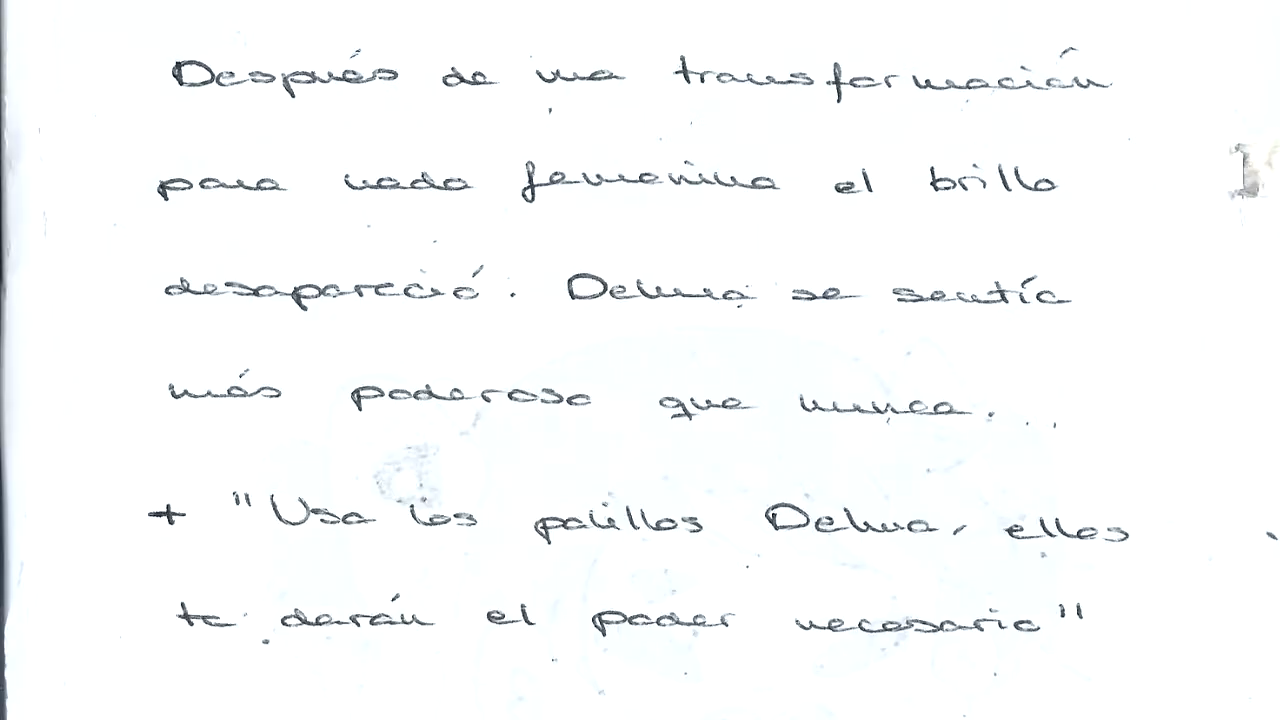 Después de una transformación
para nada femenina el brillo
desapareció. Delma se sentía
más poderosa que nunca.
+ "Usa los palillos Delma, ellos
te darán el poder necesario"